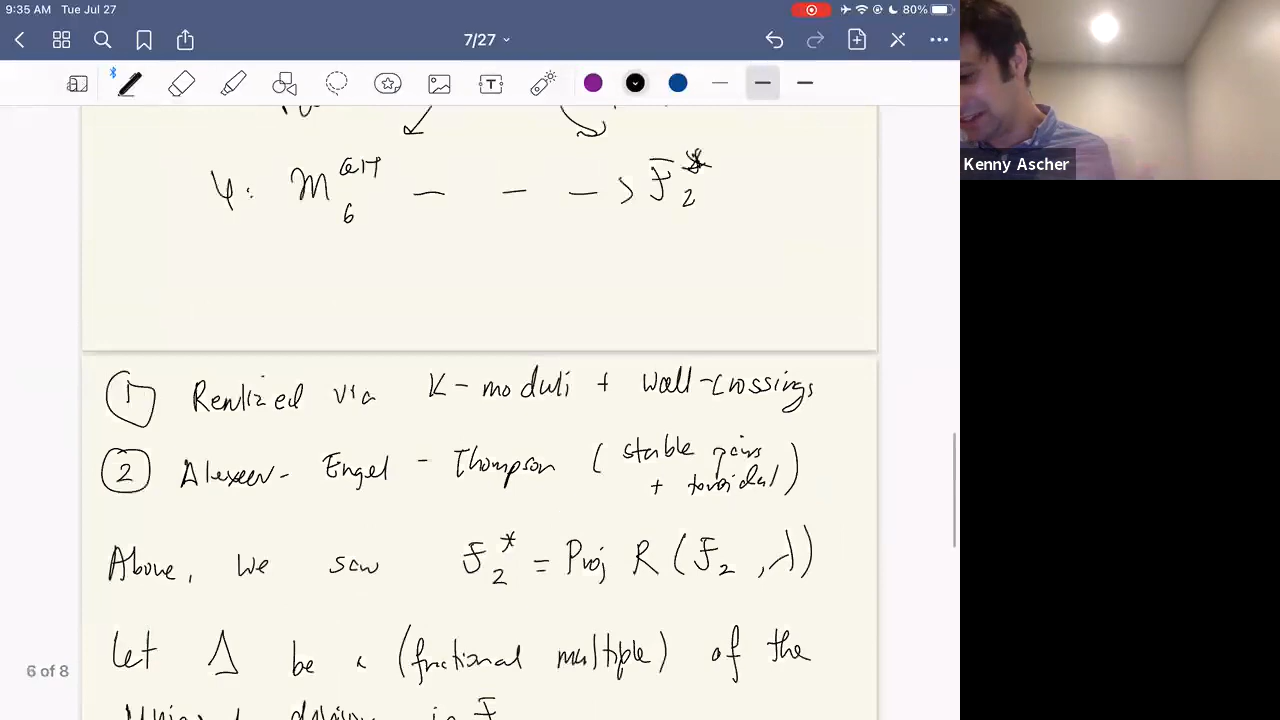 9:35 AM Tue Jul 27
80%
7/27
Kenny Ascher
Ψ: M_6^GIT - - -> F_2^*
① Realized via K-moduli + wall-crossings
② Alexeev-Engel-Thompson (stable pairs
+ toroidal)
Above, we saw F_2^* = Proj R(F_2, λ)
Let Δ be a (fractional multiple) of the
6 of 8